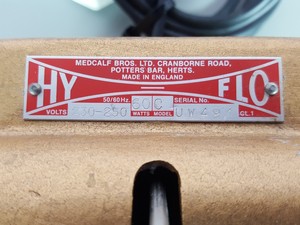 MEDCALF BROS. LTD. CRANBORNE ROAD,
POTTERS BAR, HERTS.
MADE IN ENGLAND
HY FLO
50/60Hz. SERIAL No.
VOLTS WATTS MODEL CL.1